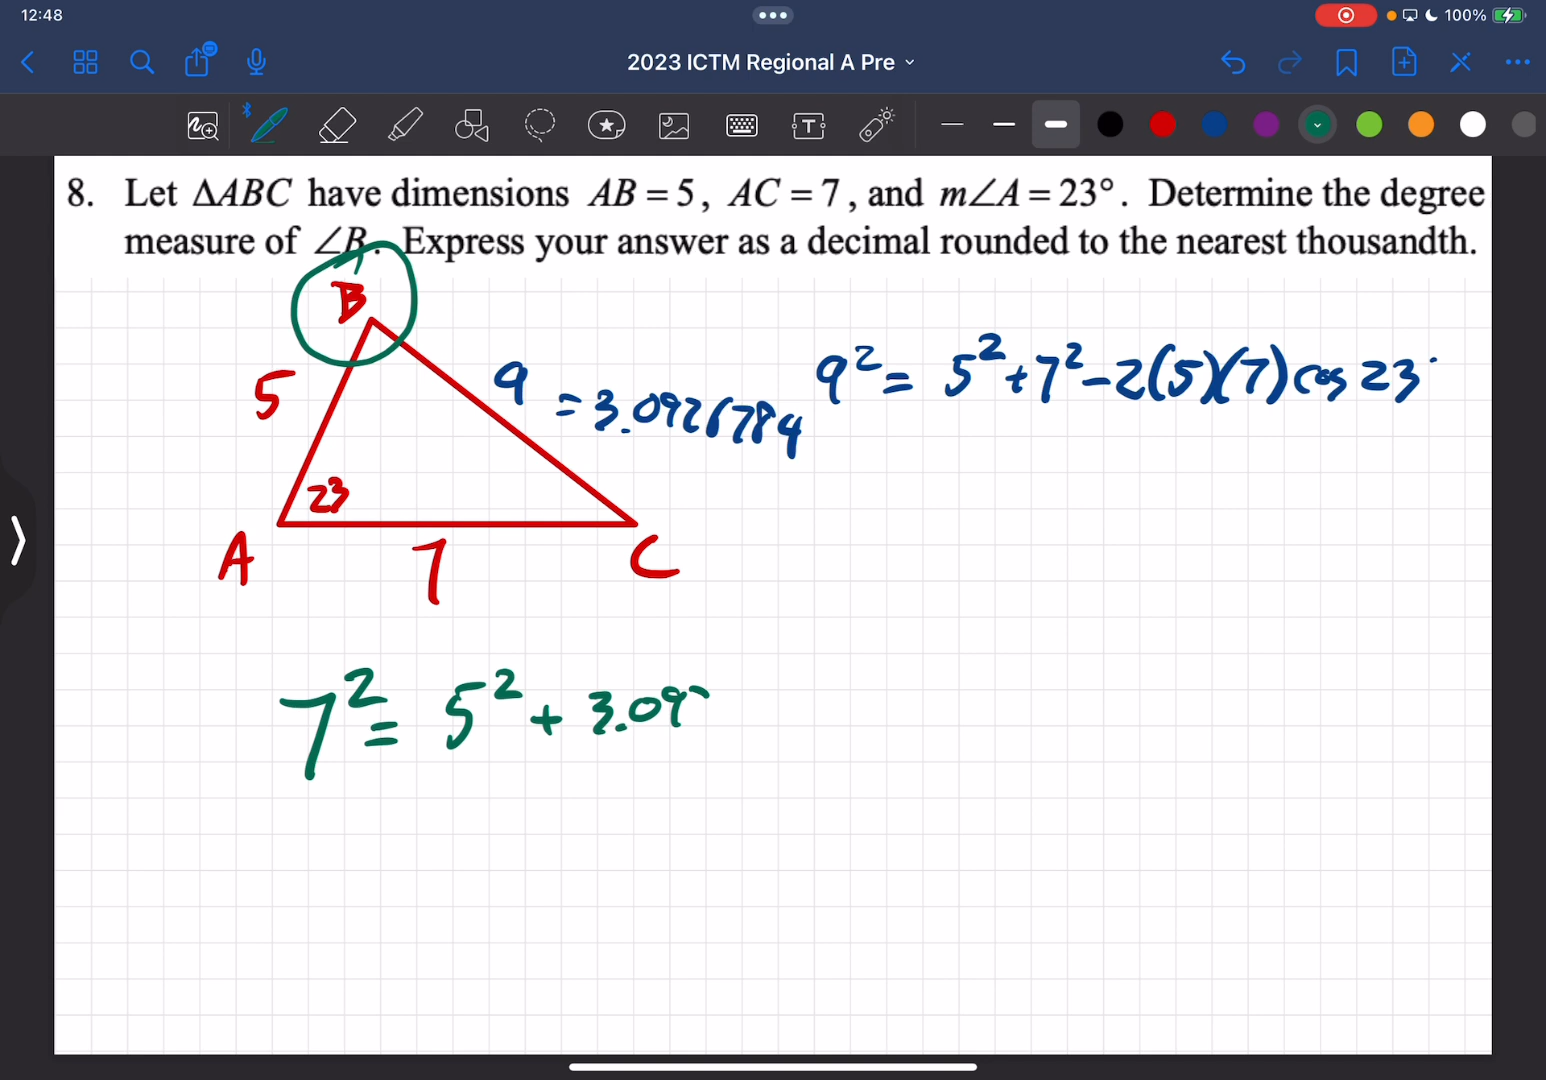 12:48
100%
2023 ICTM Regional A Pre
8. Let ΔABC have dimensions AB = 5, AC = 7, and m∠A = 23°. Determine the degree
measure of ∠B. Express your answer as a decimal rounded to the nearest thousandth.
B
5
a
= 3.0926784
a² = 5² + 7² - 2(5)(7) cos 23°
23
A
7
C
7² = 5² + 3.09